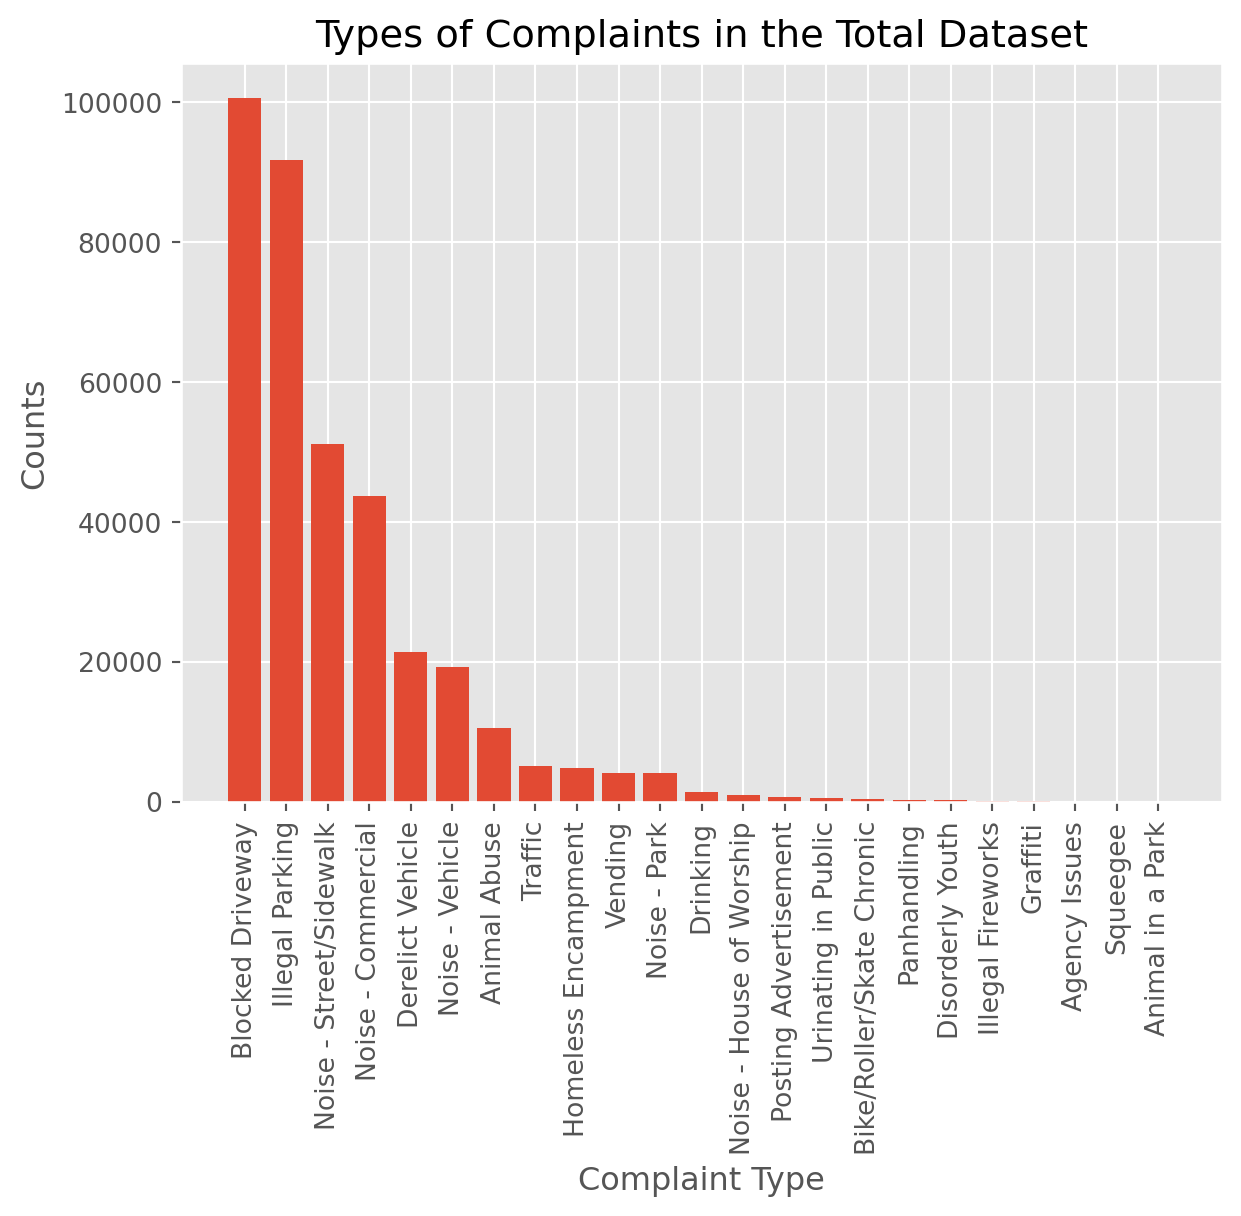 Types of Complaints in the Total Dataset
100000
80000
60000
40000
20000
0
Counts
Blocked Driveway
Illegal Parking
Noise - Street/Sidewalk
Noise - Commercial
Derelict Vehicle
Noise - Vehicle
Animal Abuse
Traffic
Homeless Encampment
Vending
Noise - Park
Drinking
Noise - House of Worship
Posting Advertisement
Urinating in Public
Bike/Roller/Skate Chronic
Panhandling
Disorderly Youth
Illegal Fireworks
Graffiti
Agency Issues
Squeegee
Animal in a Park
Complaint Type